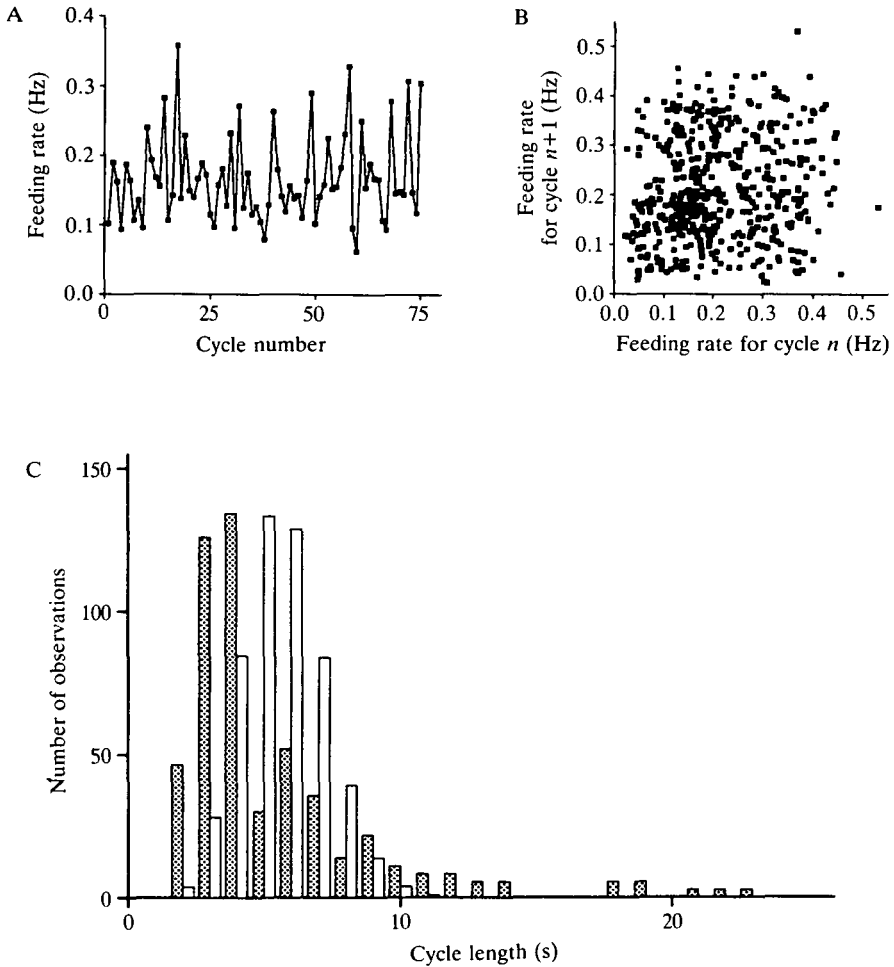 A
Feeding rate (Hz)
0.4
0.3
0.2
0.1
0.0
0
25
50
75
Cycle number
B
Feeding rate
for cycle n+1 (Hz)
0.5
0.4
0.3
0.2
0.1
0.0
0.0
0.1
0.2
0.3
0.4
0.5
Feeding rate for cycle n (Hz)
C
Number of observations
150
100
50
0
0
10
20
Cycle length (s)